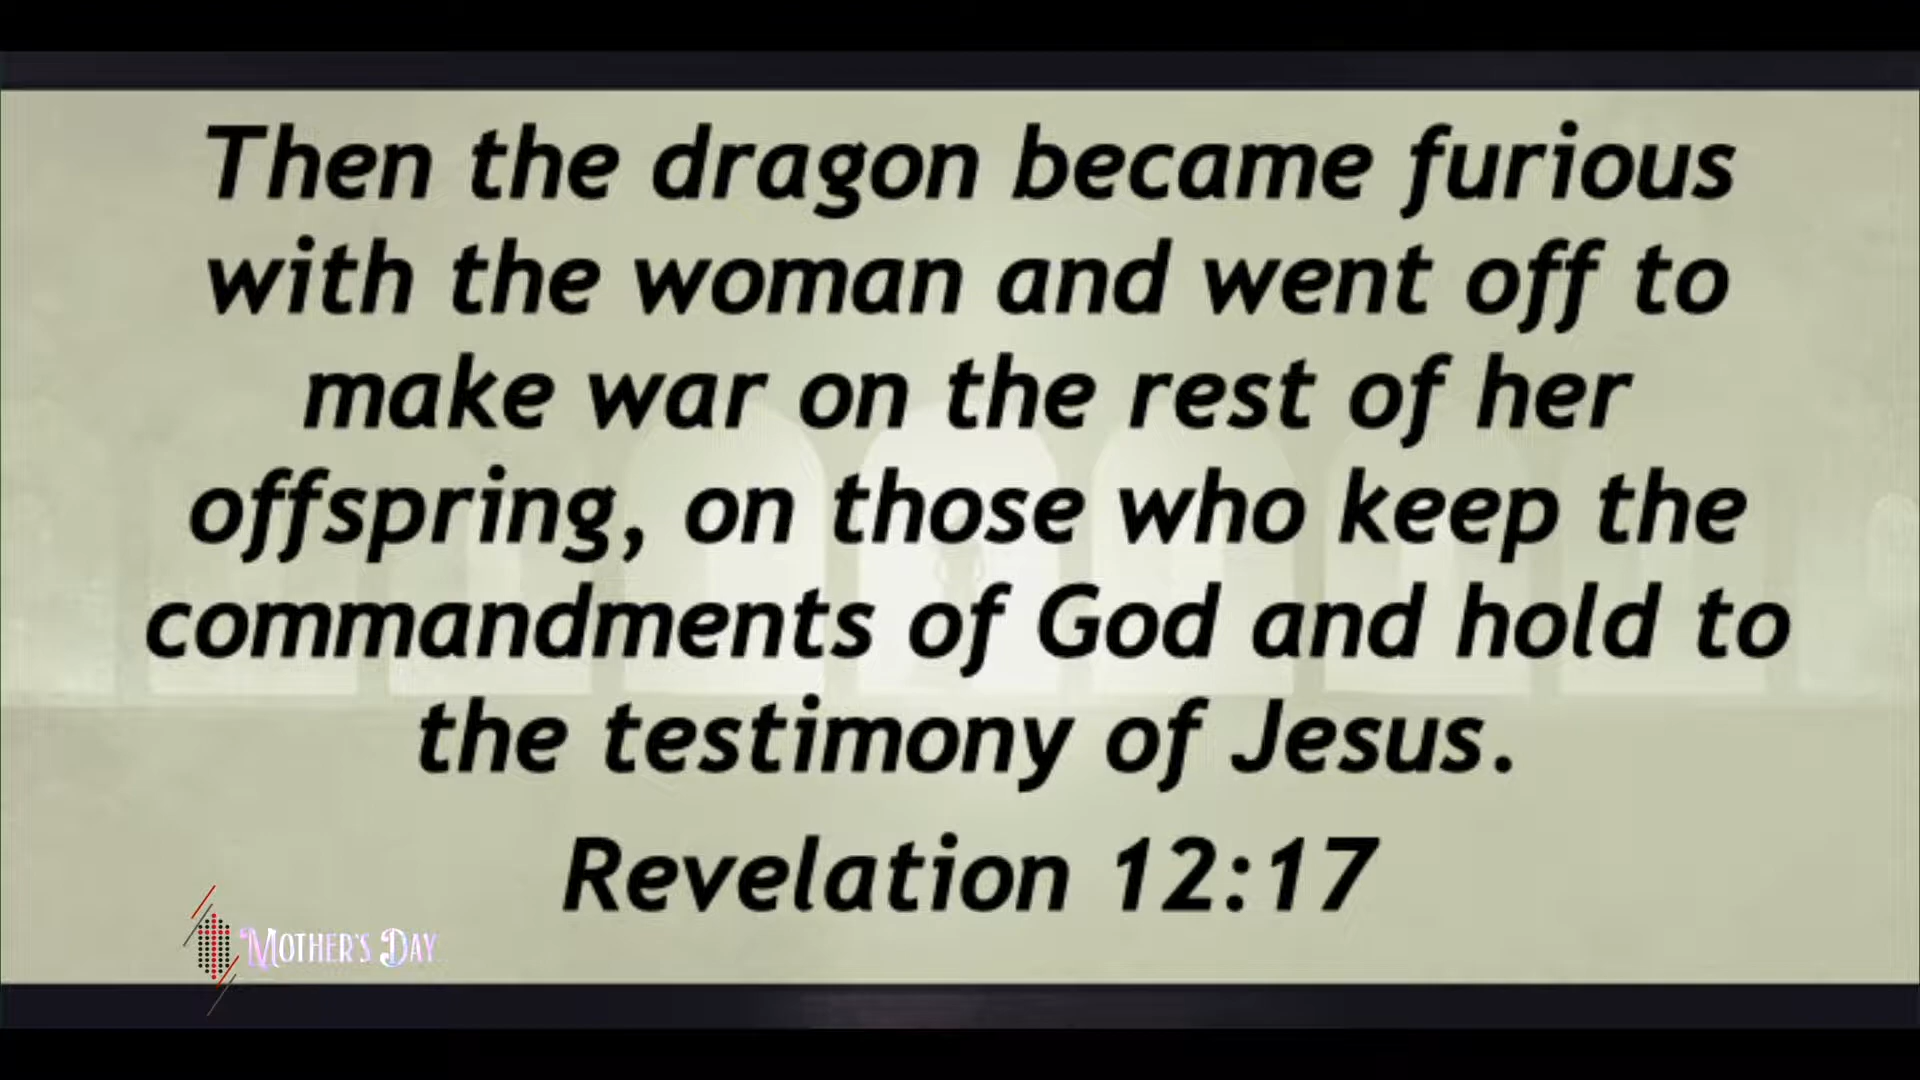 Then the dragon became furious
with the woman and went off to
make war on the rest of her
offspring, on those who keep the
commandments of God and hold to
the testimony of Jesus.
Revelation 12:17
Mother's Day